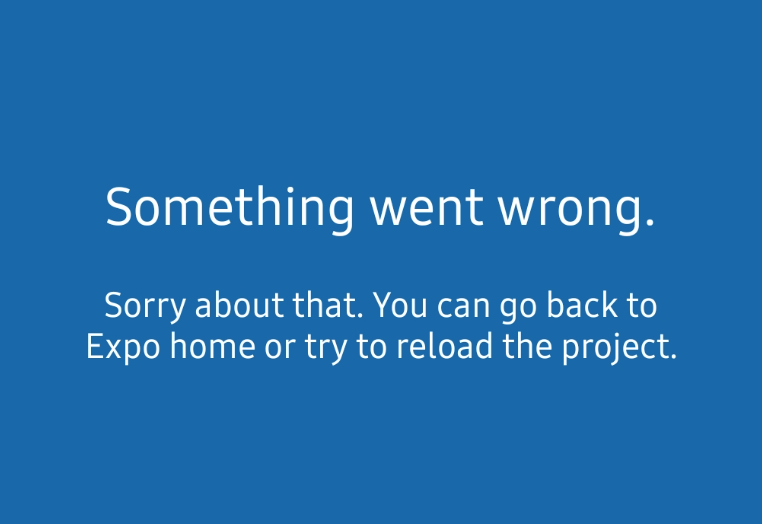 Something went wrong.
Sorry about that. You can go back to
Expo home or try to reload the project.